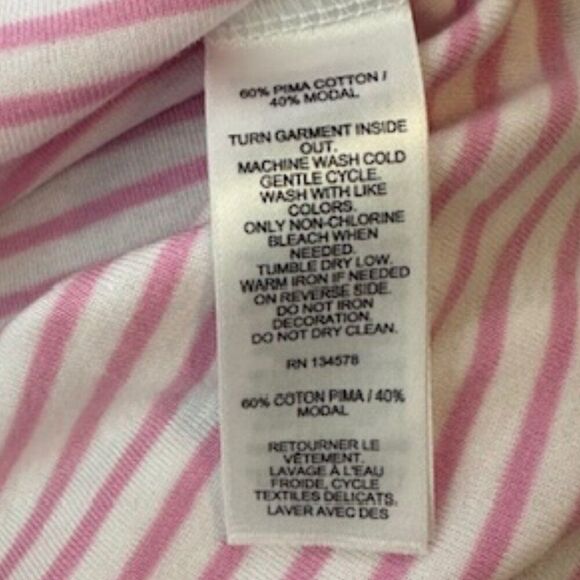 60% PIMA COTTON /
40% MODAL
TURN GARMENT INSIDE
OUT.
MACHINE WASH COLD
GENTLE CYCLE.
WASH WITH LIKE
COLORS.
ONLY NON-CHLORINE
BLEACH WHEN
NEEDED.
TUMBLE DRY LOW.
WARM IRON IF NEEDED
ON REVERSE SIDE.
DO NOT IRON
DECORATION.
DO NOT DRY CLEAN.
RN 134578
60% COTON PIMA / 40%
MODAL
RETOURNER LE
VÊTEMENT.
LAVAGE À L'EAU
FROIDE, CYCLE
TEXTILES DÉLICATS.
LAVER AVEC DES